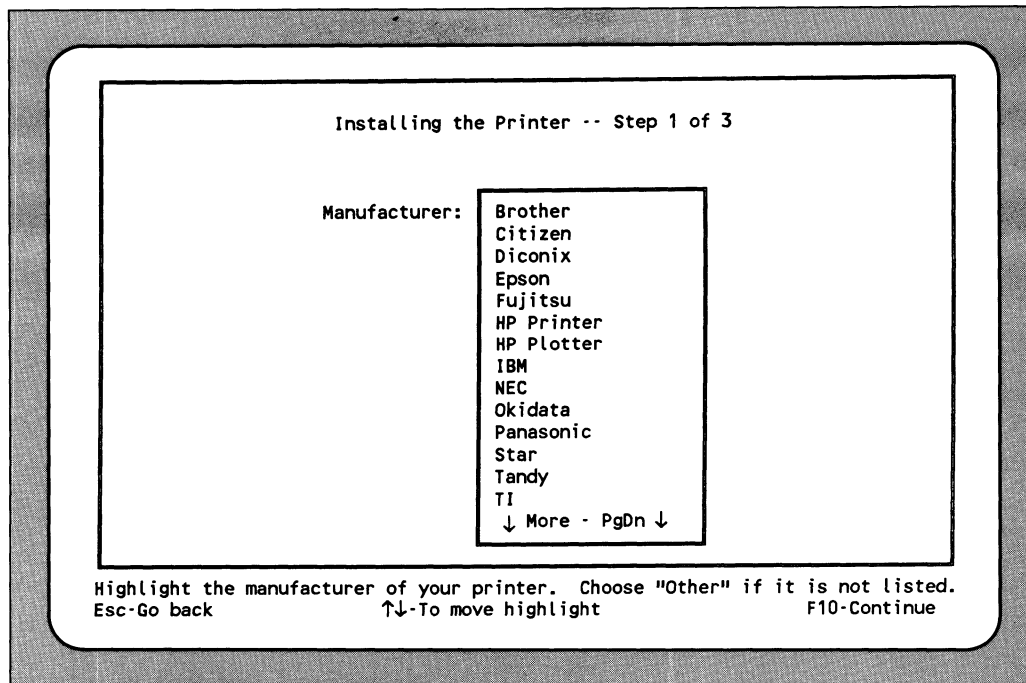 Installing the Printer -- Step 1 of 3
Manufacturer: Brother
Citizen
Diconix
Epson
Fujitsu
HP Printer
HP Plotter
IBM
NEC
Okidata
Panasonic
Star
Tandy
TI
↓ More - PgDn ↓
Highlight the manufacturer of your printer. Choose "Other" if it is not listed.
Esc-Go back ↑↓-To move highlight F10-Continue